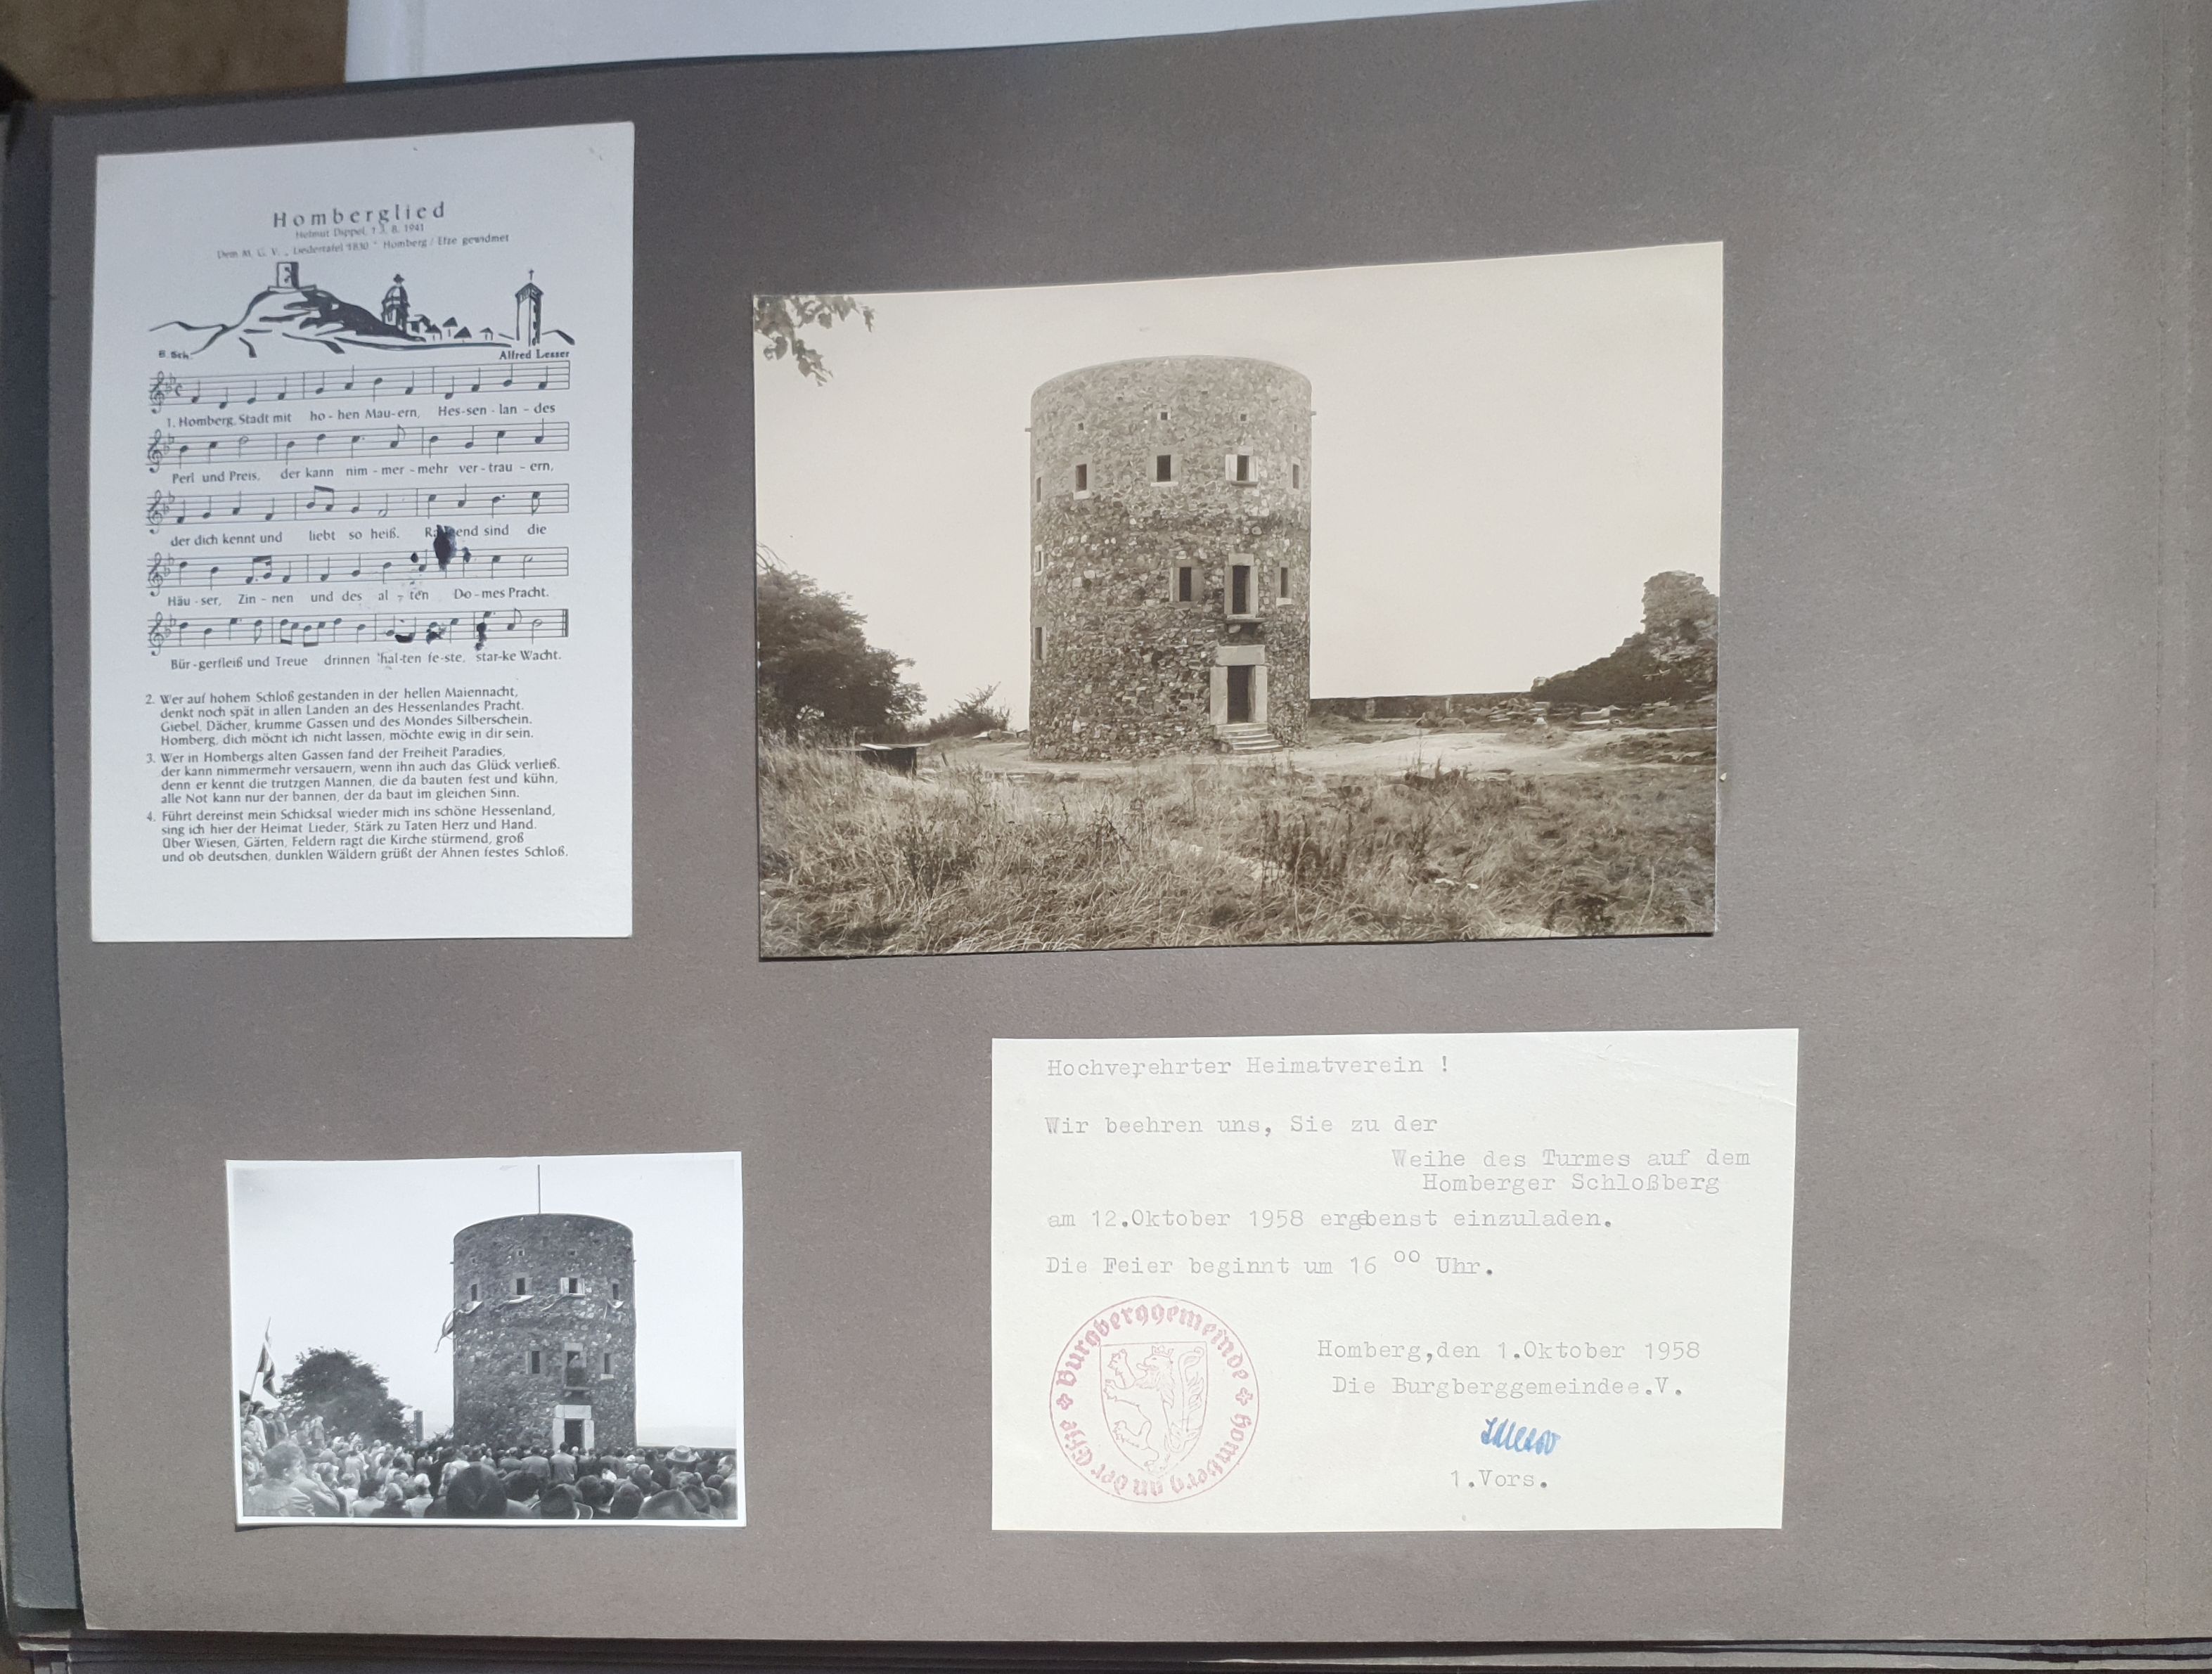 Homberglied
Helmut Dippel, † 3. 8. 1941
Dem M. G. V. „Liedertafel 1830" Homberg / Efze gewidmet
B. Sch.
Alfred Lesser
1. Homberg, Stadt mit ho - hen Mau - ern, Hes - sen - lan - des
Perl und Preis, der kann nim - mer - mehr ver - trau - ern,
der dich kennt und liebt so heiß. end sind die
Häu - ser, Zin - nen und des al - ten Do - mes Pracht.
Bür - gerfleiß und Treue drinnen hal - ten fe - ste, star - ke Wacht.
2. Wer auf hohem Schloß gestanden in der hellen Maiennacht,
denkt noch spät in allen Landen an des Hessenlandes Pracht.
Giebel, Dächer, krumme Gassen und des Mondes Silberschein.
Homberg, dich möcht ich nicht lassen, möchte ewig in dir sein.
3. Wer in Hombergs alten Gassen fand der Freiheit Paradies,
der kann nimmermehr versauern, wenn ihn auch das Glück verließ.
denn er kennt die trutzgen Mannen, die da bauten fest und kühn,
alle Not kann nur der bannen, der da baut im gleichen Sinn.
4. Führt dereinst mein Schicksal wieder mich ins schöne Hessenland,
sing ich hier der Heimat Lieder, Stärk zu Taten Herz und Hand.
Über Wiesen, Gärten, Feldern ragt die Kirche stürmend, groß
und ob deutschen, dunklen Wäldern grüßt der Ahnen festes Schloß.
Hochverehrter Heimatverein !
Wir beehren uns, Sie zu der
Weihe des Turmes auf dem
Homberger Schloßberg
am 12.Oktober 1958 ergebenst einzuladen.
Die Feier beginnt um 16 oo Uhr.
Burgberggemeinde
Homberg an der Efze
Homberg,den 1.Oktober 1958
Die Burgberggemeindee.V.
1.Vors.